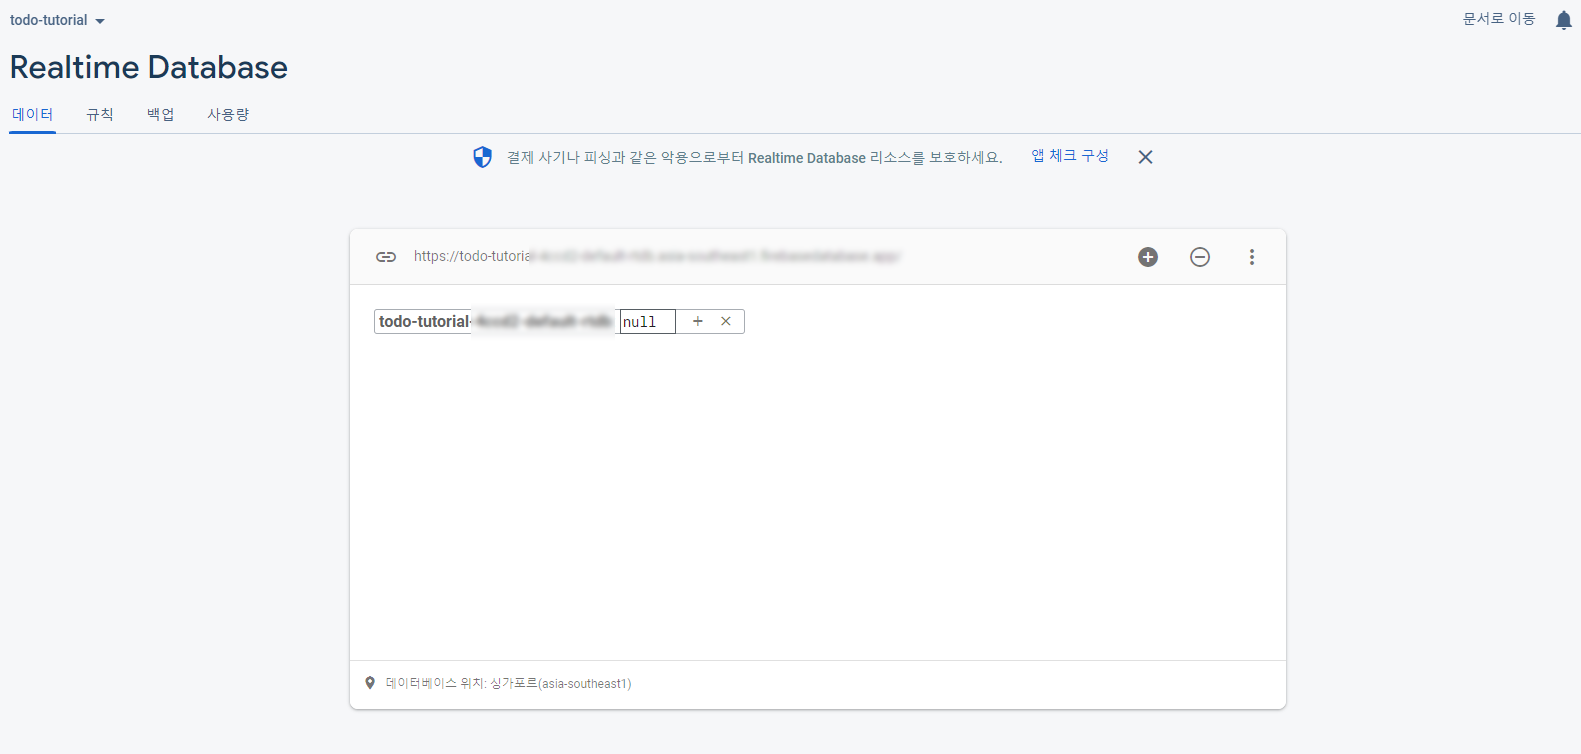 todo-tutorial
문서로 이동
Realtime Database
데이터 규칙 백업 사용량
결제 사기나 피싱과 같은 악용으로부터 Realtime Database 리소스를 보호하세요. 앱 체크 구성
https://todo-tutoria
todo-tutorial- null
데이터베이스 위치: 싱가포르(asia-southeast1)